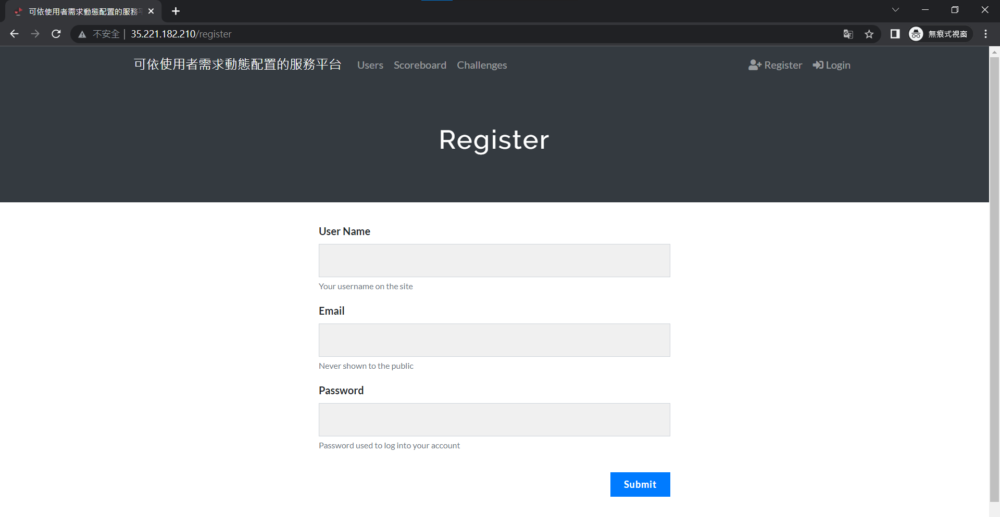 可依使用者需求動態配置的服務
不安全 35.221.182.210/register
無痕式視窗
可依使用者需求動態配置的服務平台 Users Scoreboard Challenges Register Login
Register
User Name
Your username on the site
Email
Never shown to the public
Password
Password used to log into your account
Submit